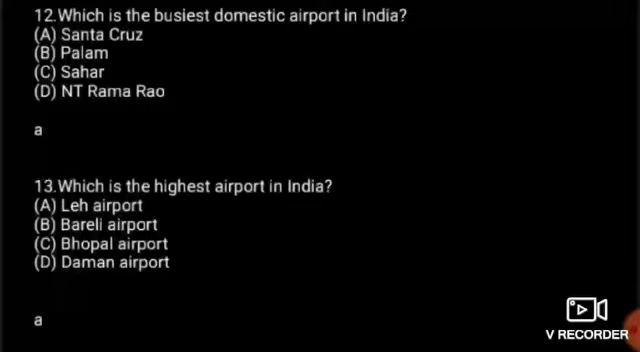 12.Which is the busiest domestic airport in India?
(A) Santa Cruz
(B) Palam
(C) Sahar
(D) NT Rama Rao
a
13.Which is the highest airport in India?
(A) Leh airport
(B) Bareli airport
(C) Bhopal airport
(D) Daman airport
a
V RECORDER